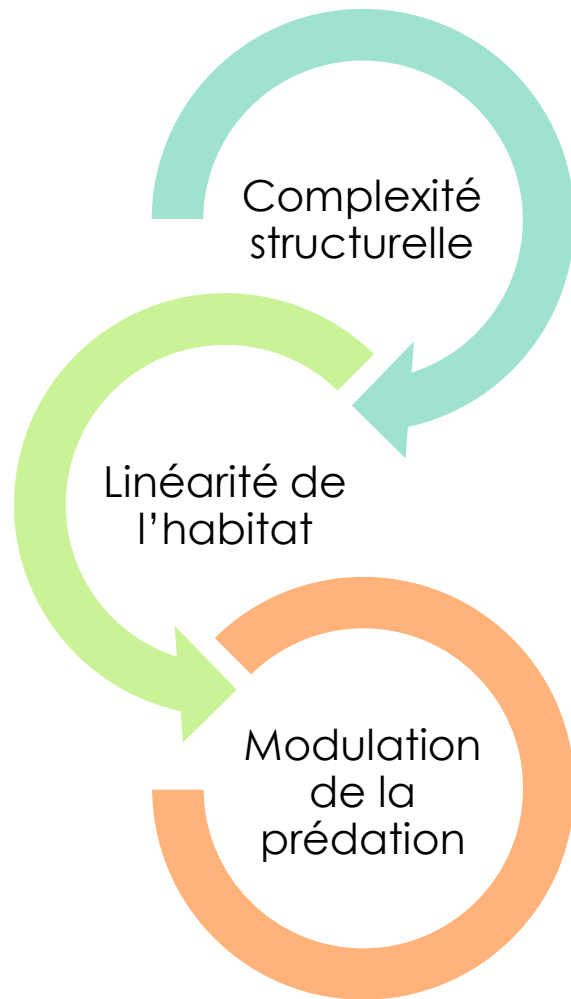 Complexité
structurelle
Linéarité de
l’habitat
Modulation
de la
prédation